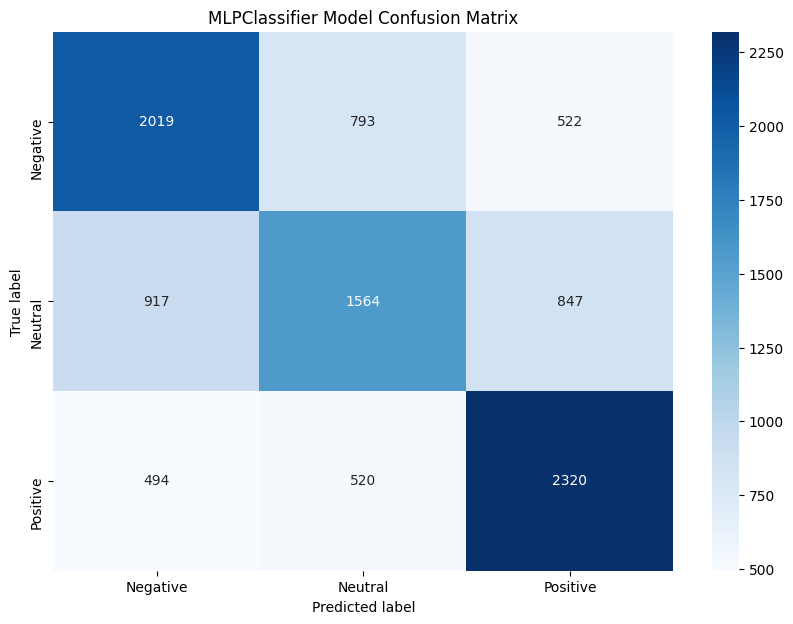 MLPClassifier Model Confusion Matrix
True label
Negative
2019 793 522
Neutral
917 1564 847
Positive
494 520 2320
Negative Neutral Positive
Predicted label
2250
2000
1750
1500
1250
1000
750
500